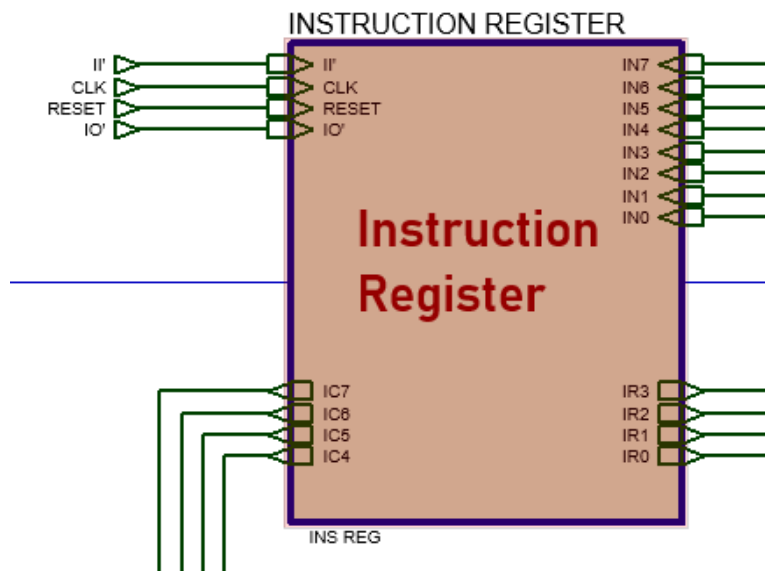 INSTRUCTION REGISTER
II' II' IN7
CLK CLK IN6
RESET RESET IN5
IO' IO' IN4
IN3
IN2
IN1
IN0
Instruction
Register
IC7 IR3
IC6 IR2
IC5 IR1
IC4 IR0
INS REG